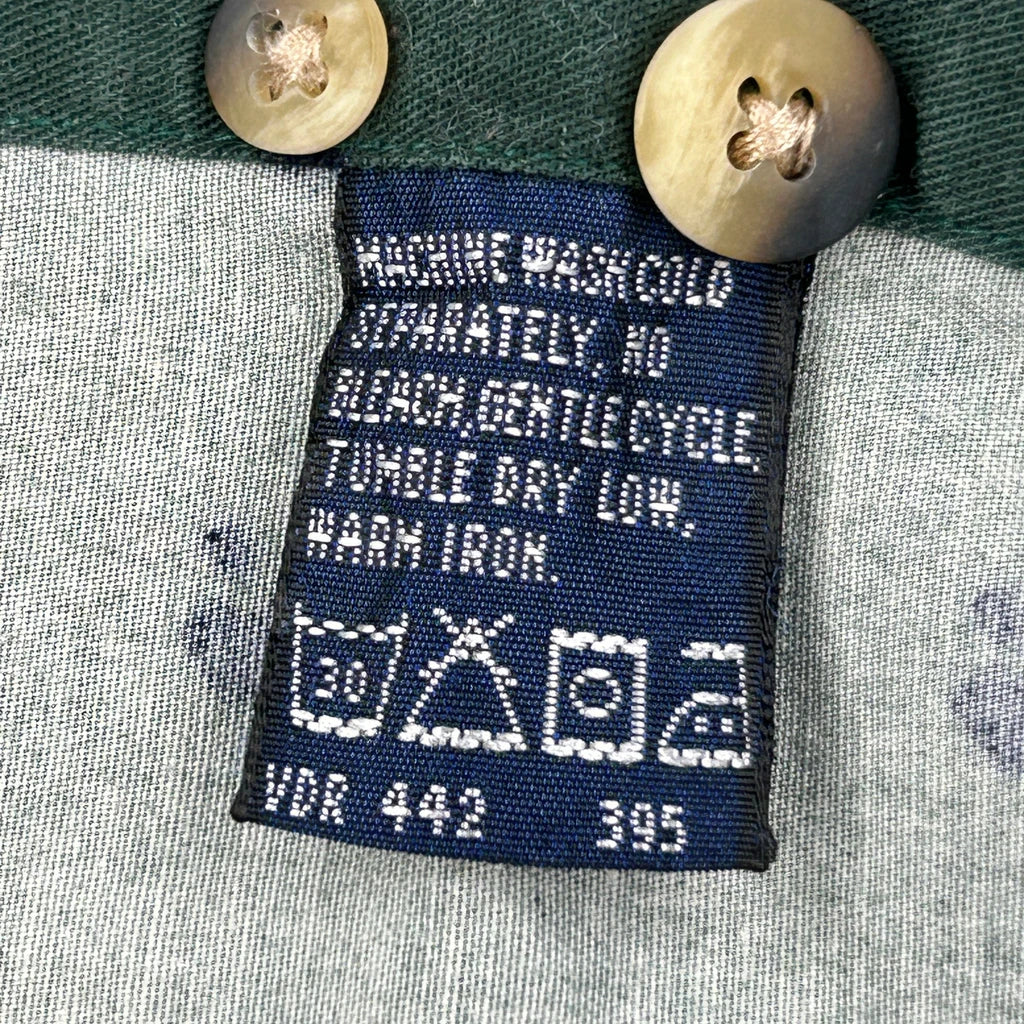 MACHINE WASH COLD
SEPARATELY, NO
BLEACH, GENTLE CYCLE,
TUMBLE DRY LOW,
WARM IRON.
30
VDR 442 395